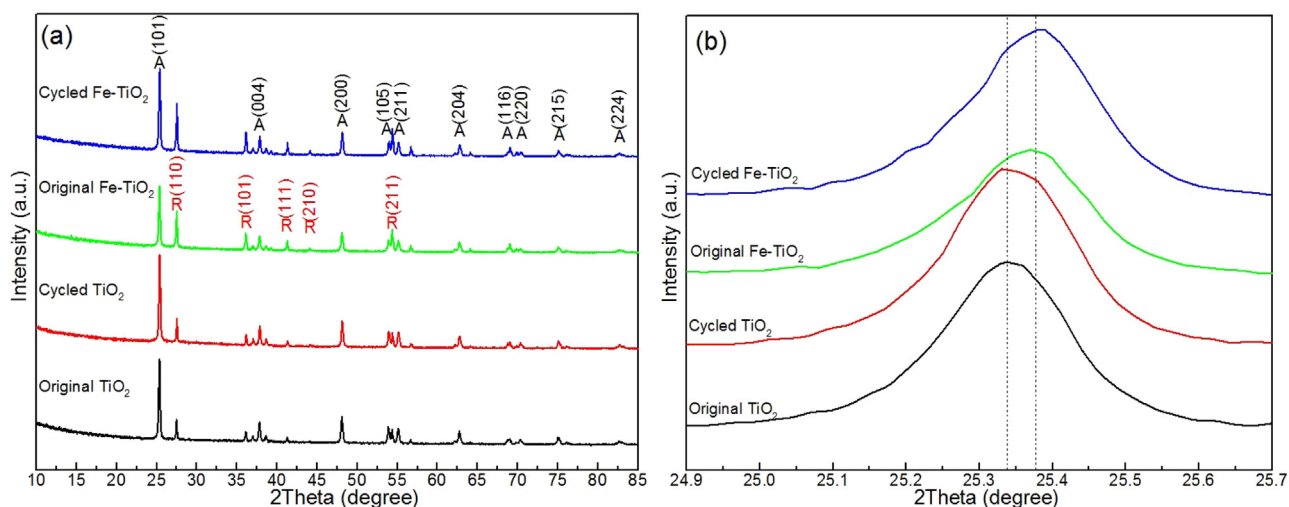 (a)
A(101)
Cycled Fe-TiO2
A(004)
A(200)
A(105)
A(211)
A(204)
A(116)
A(220)
A(215)
A(224)
Original Fe-TiO2
R(110)
R(101)
R(111)
R(210)
R(211)
Cycled TiO2
Original TiO2
Intensity (a.u.)
10 15 20 25 30 35 40 45 50 55 60 65 70 75 80 85
2Theta (degree)
(b)
Cycled Fe-TiO2
Original Fe-TiO2
Cycled TiO2
Original TiO2
Intensity (a.u.)
24.9 25.0 25.1 25.2 25.3 25.4 25.5 25.6 25.7
2Theta (degree)